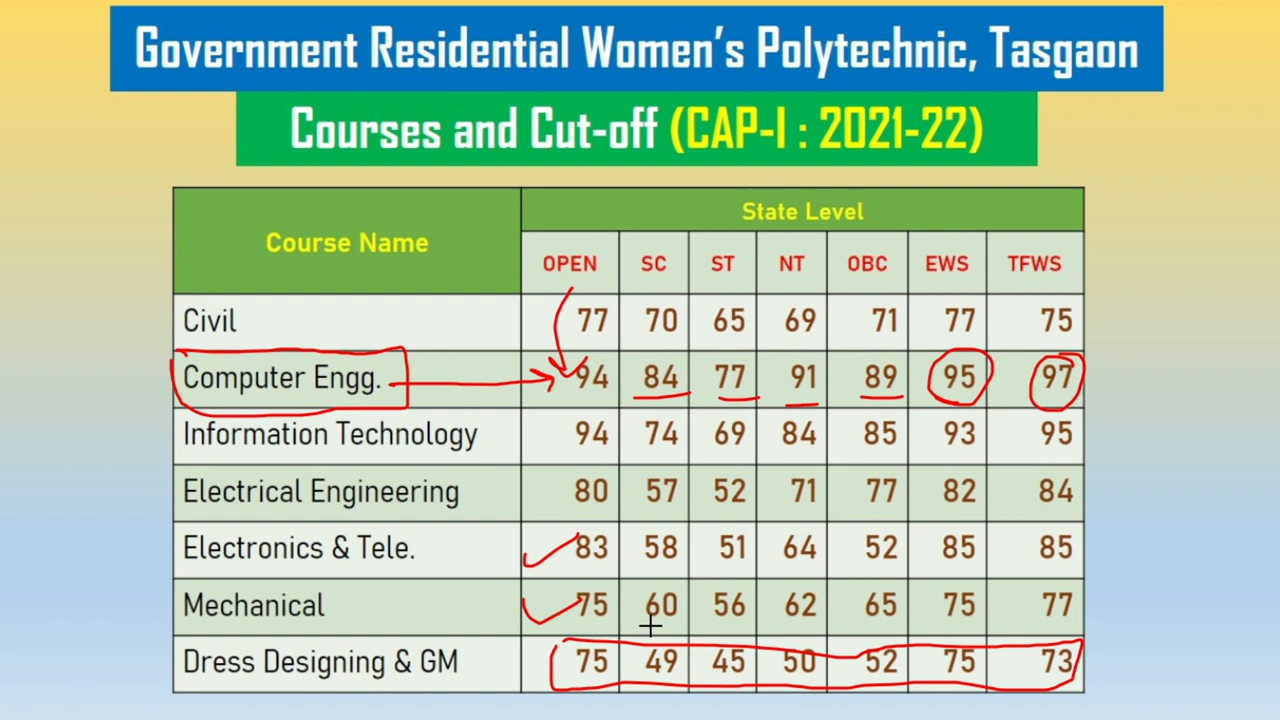 Government Residential Women's Polytechnic, Tasgaon
Courses and Cut-off (CAP-I : 2021-22)
Course Name State Level
OPEN SC ST NT OBC EWS TFWS
Civil 77 70 65 69 71 77 75
Computer Engg. 94 84 77 91 89 95 97
Information Technology 94 74 69 84 85 93 95
Electrical Engineering 80 57 52 71 77 82 84
Electronics & Tele. 83 58 51 64 52 85 85
Mechanical 75 60 56 62 65 75 77
Dress Designing & GM 75 49 45 50 52 75 73